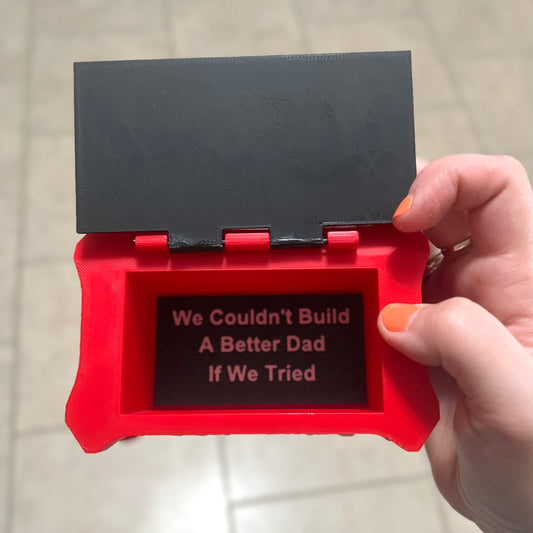 We Couldn't Build
A Better Dad
If We Tried